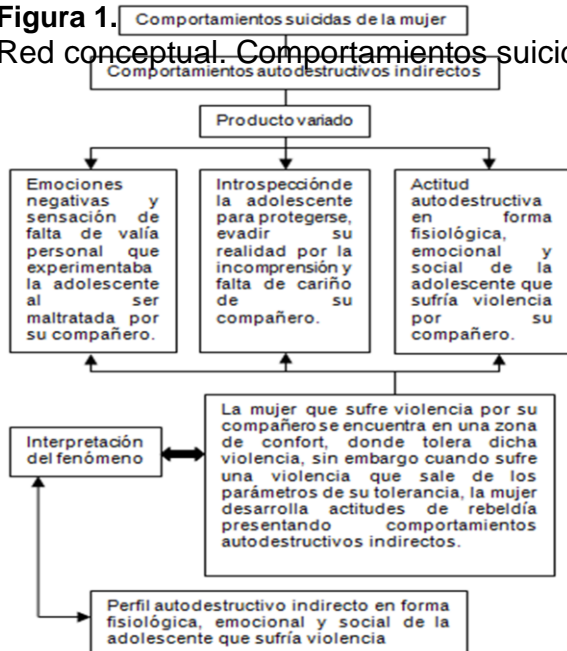 Figura 1.
Comportamientos suicidas de la mujer
Red conceptual. Comportamientos suicid
Comportamientos autodestructivos indirectos
Producto variado
Emociones
negativas y
sensación de
falta de valía
personal que
experimentaba
la adolescente
al ser
maltratada por
su compañero.
Introspecciónde
la adolescente
para protegerse,
evadir su
realidad por la
incomprensión y
falta de cariño
de su
compañero.
Actitud
autodestructiva
en forma
fisiológica,
emocional y
social de la
adolescente que
sufría violencia
por su
compañero.
La mujer que sufre violencia por su
compañero se encuentra en una zona
de confort, donde tolera dicha
violencia, sin embargo cuando sufre
una violencia que sale de los
parámetros de su tolerancia, la mujer
desarrolla actitudes de rebeldía
presentando comportamientos
autodestructivos indirectos.
Interpretación
del fenómeno
Perfil autodestructivo indirecto en forma
fisiológica, emocional y social de la
adolescente que sufría violencia